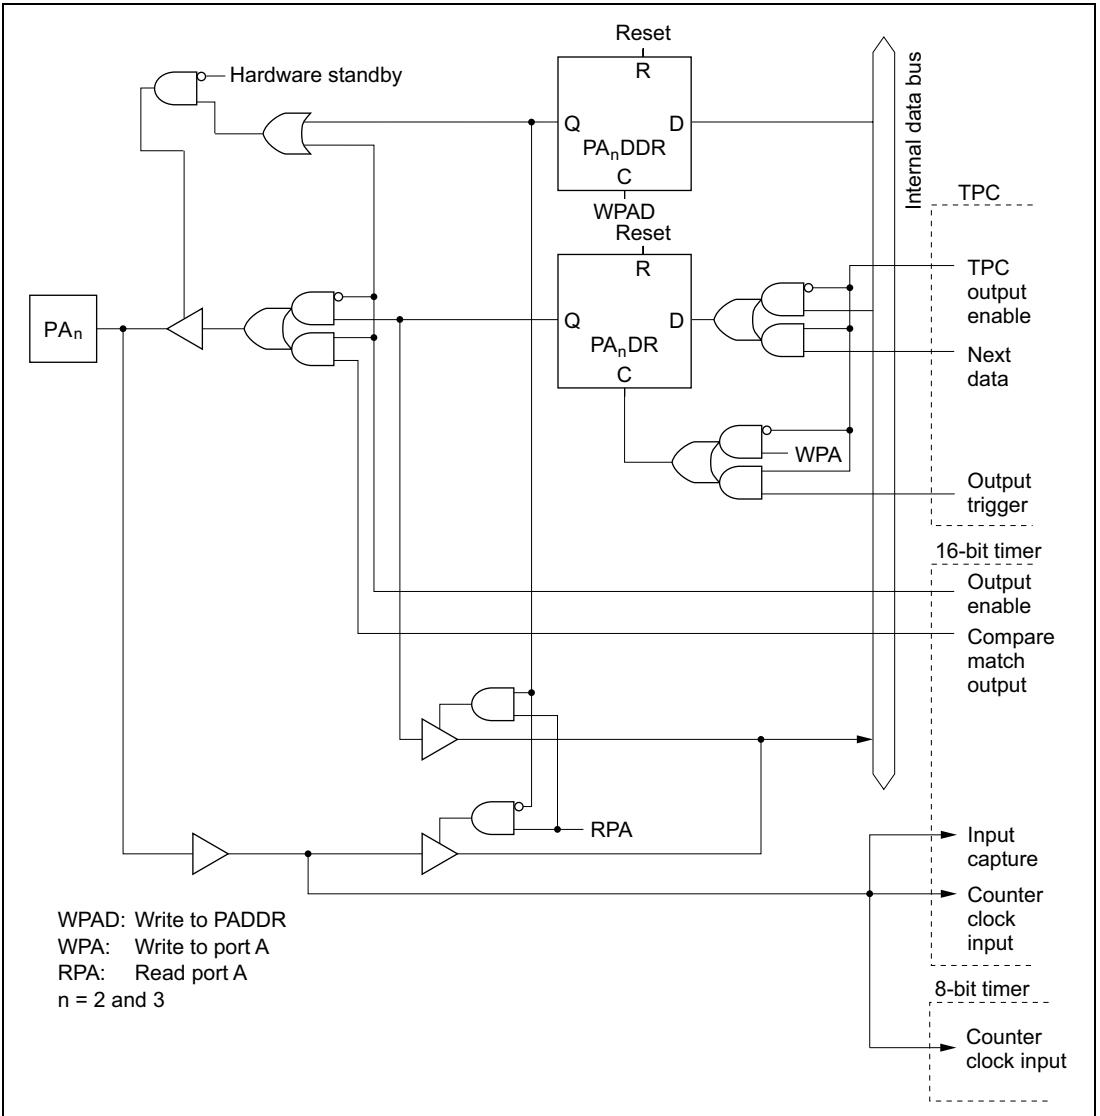 Reset
R
Hardware standby
Q D
PAnDDR
C
WPAD
Internal data bus
TPC
Reset
R
TPC
output
enable
PAn
Q D
PAnDR
C
Next
data
WPA
Output
trigger
16-bit timer
Output
enable
Compare
match
output
RPA
Input
capture
Counter
clock
input
WPAD: Write to PADDR
WPA: Write to port A
RPA: Read port A
n = 2 and 3
8-bit timer
Counter
clock input